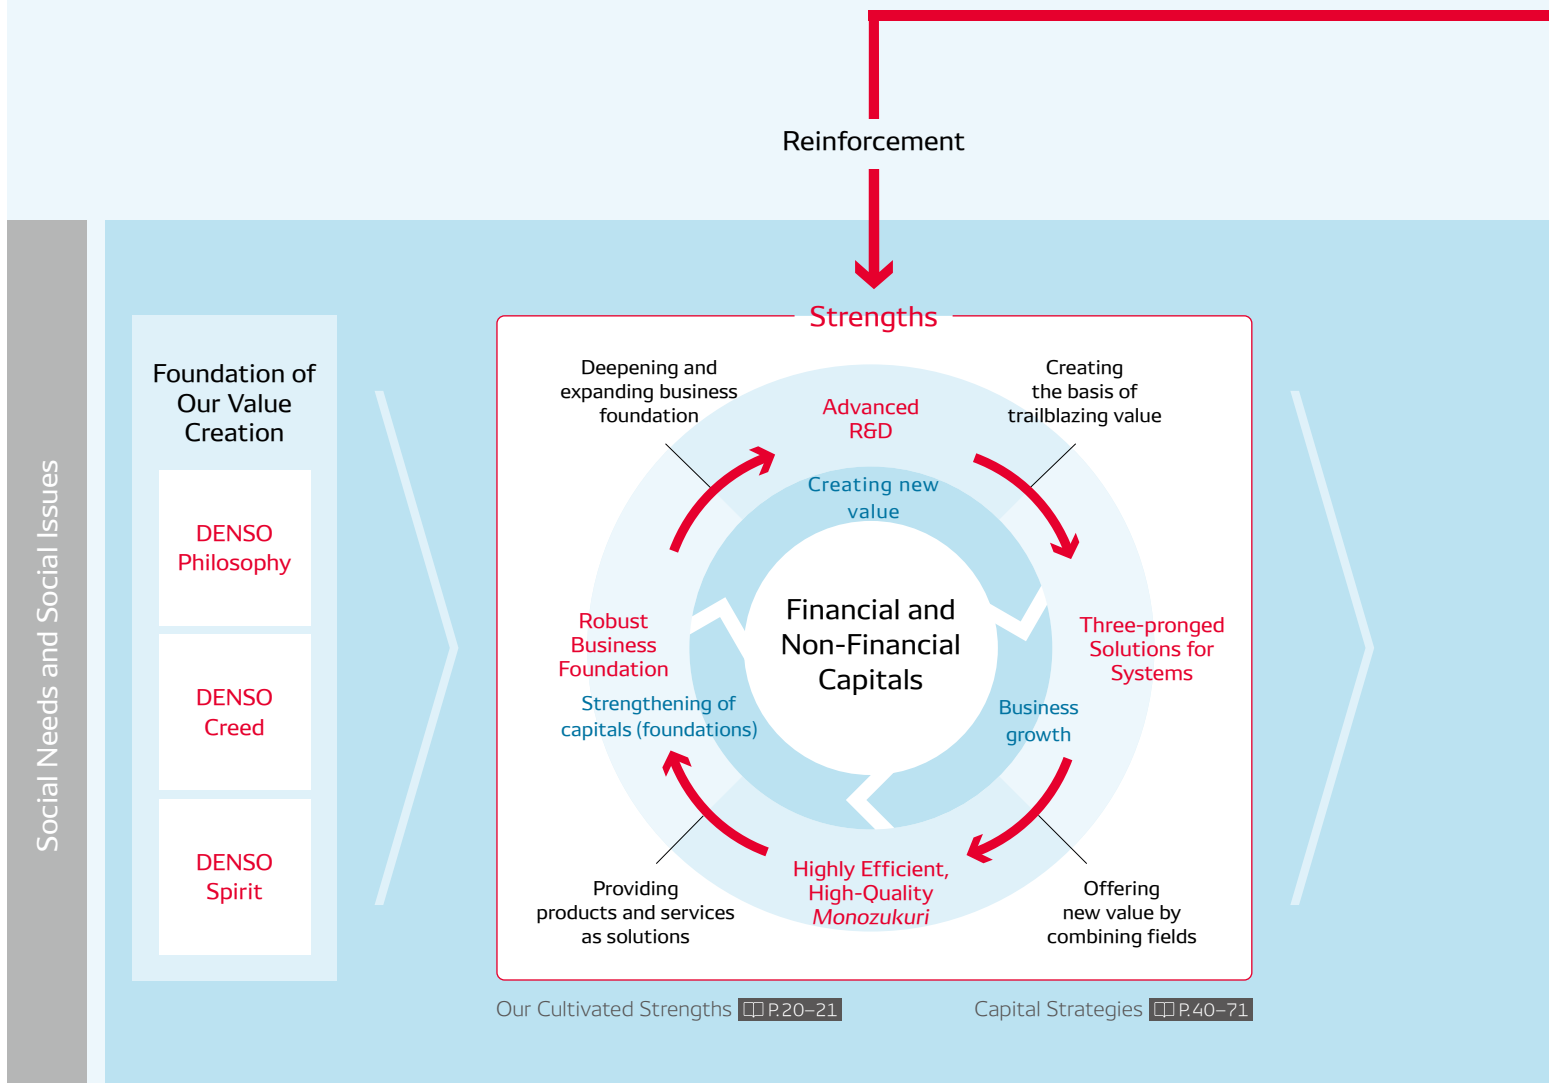 Reinforcement
Social Needs and Social Issues
Foundation of
Our Value
Creation
DENSO
Philosophy
DENSO
Creed
DENSO
Spirit
Strengths
Deepening and
expanding business
foundation
Creating
the basis of
trailblazing value
Advanced
R&D
Creating new
value
Financial and
Non-Financial
Capitals
Robust
Business
Foundation
Strengthening of
capitals (foundations)
Three-pronged
Solutions for
Systems
Business
growth
Highly Efficient,
High-Quality
Monozukuri
Providing
products and services
as solutions
Offering
new value by
combining fields
Our Cultivated Strengths P.20–21
Capital Strategies P.40–71